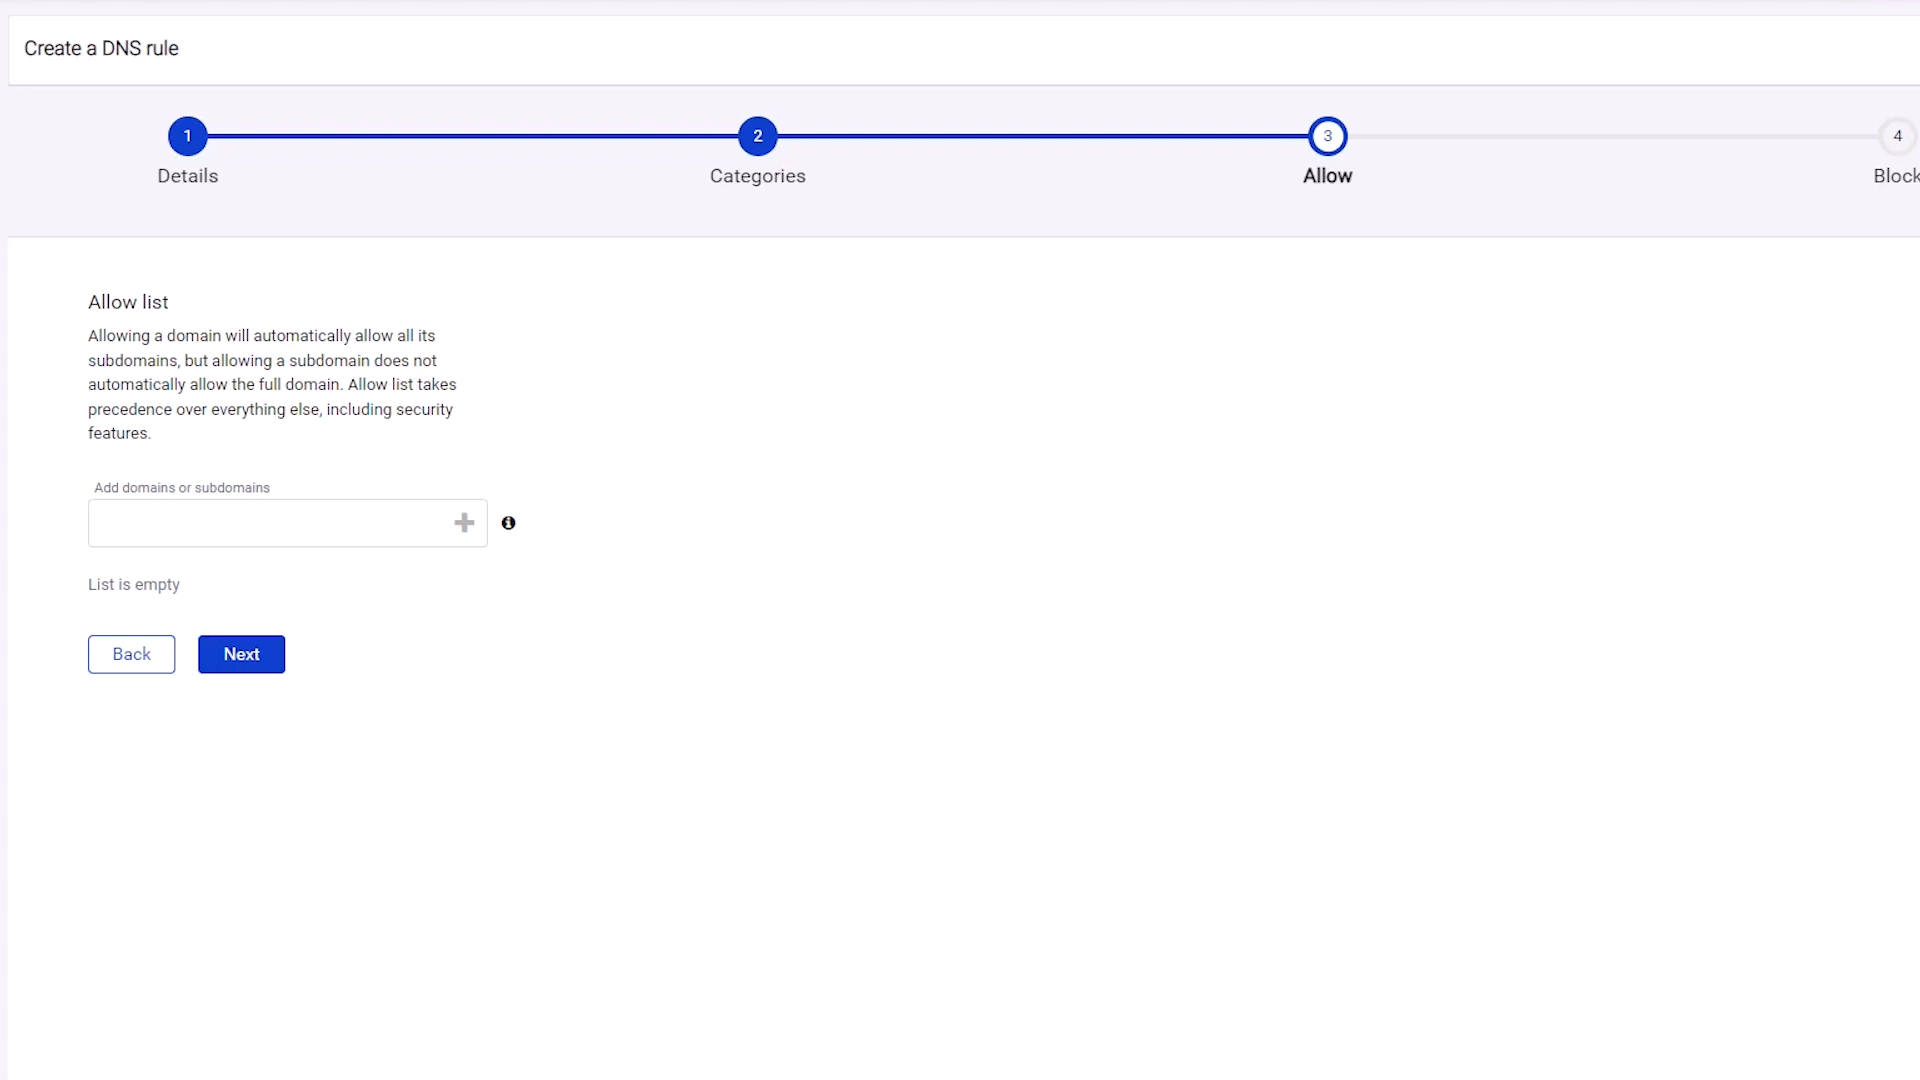 Create a DNS rule
1
2
3
4
Details
Categories
Allow
Block
Allow list
Allowing a domain will automatically allow all its
subdomains, but allowing a subdomain does not
automatically allow the full domain. Allow list takes
precedence over everything else, including security
features.
Add domains or subdomains
List is empty
Back
Next